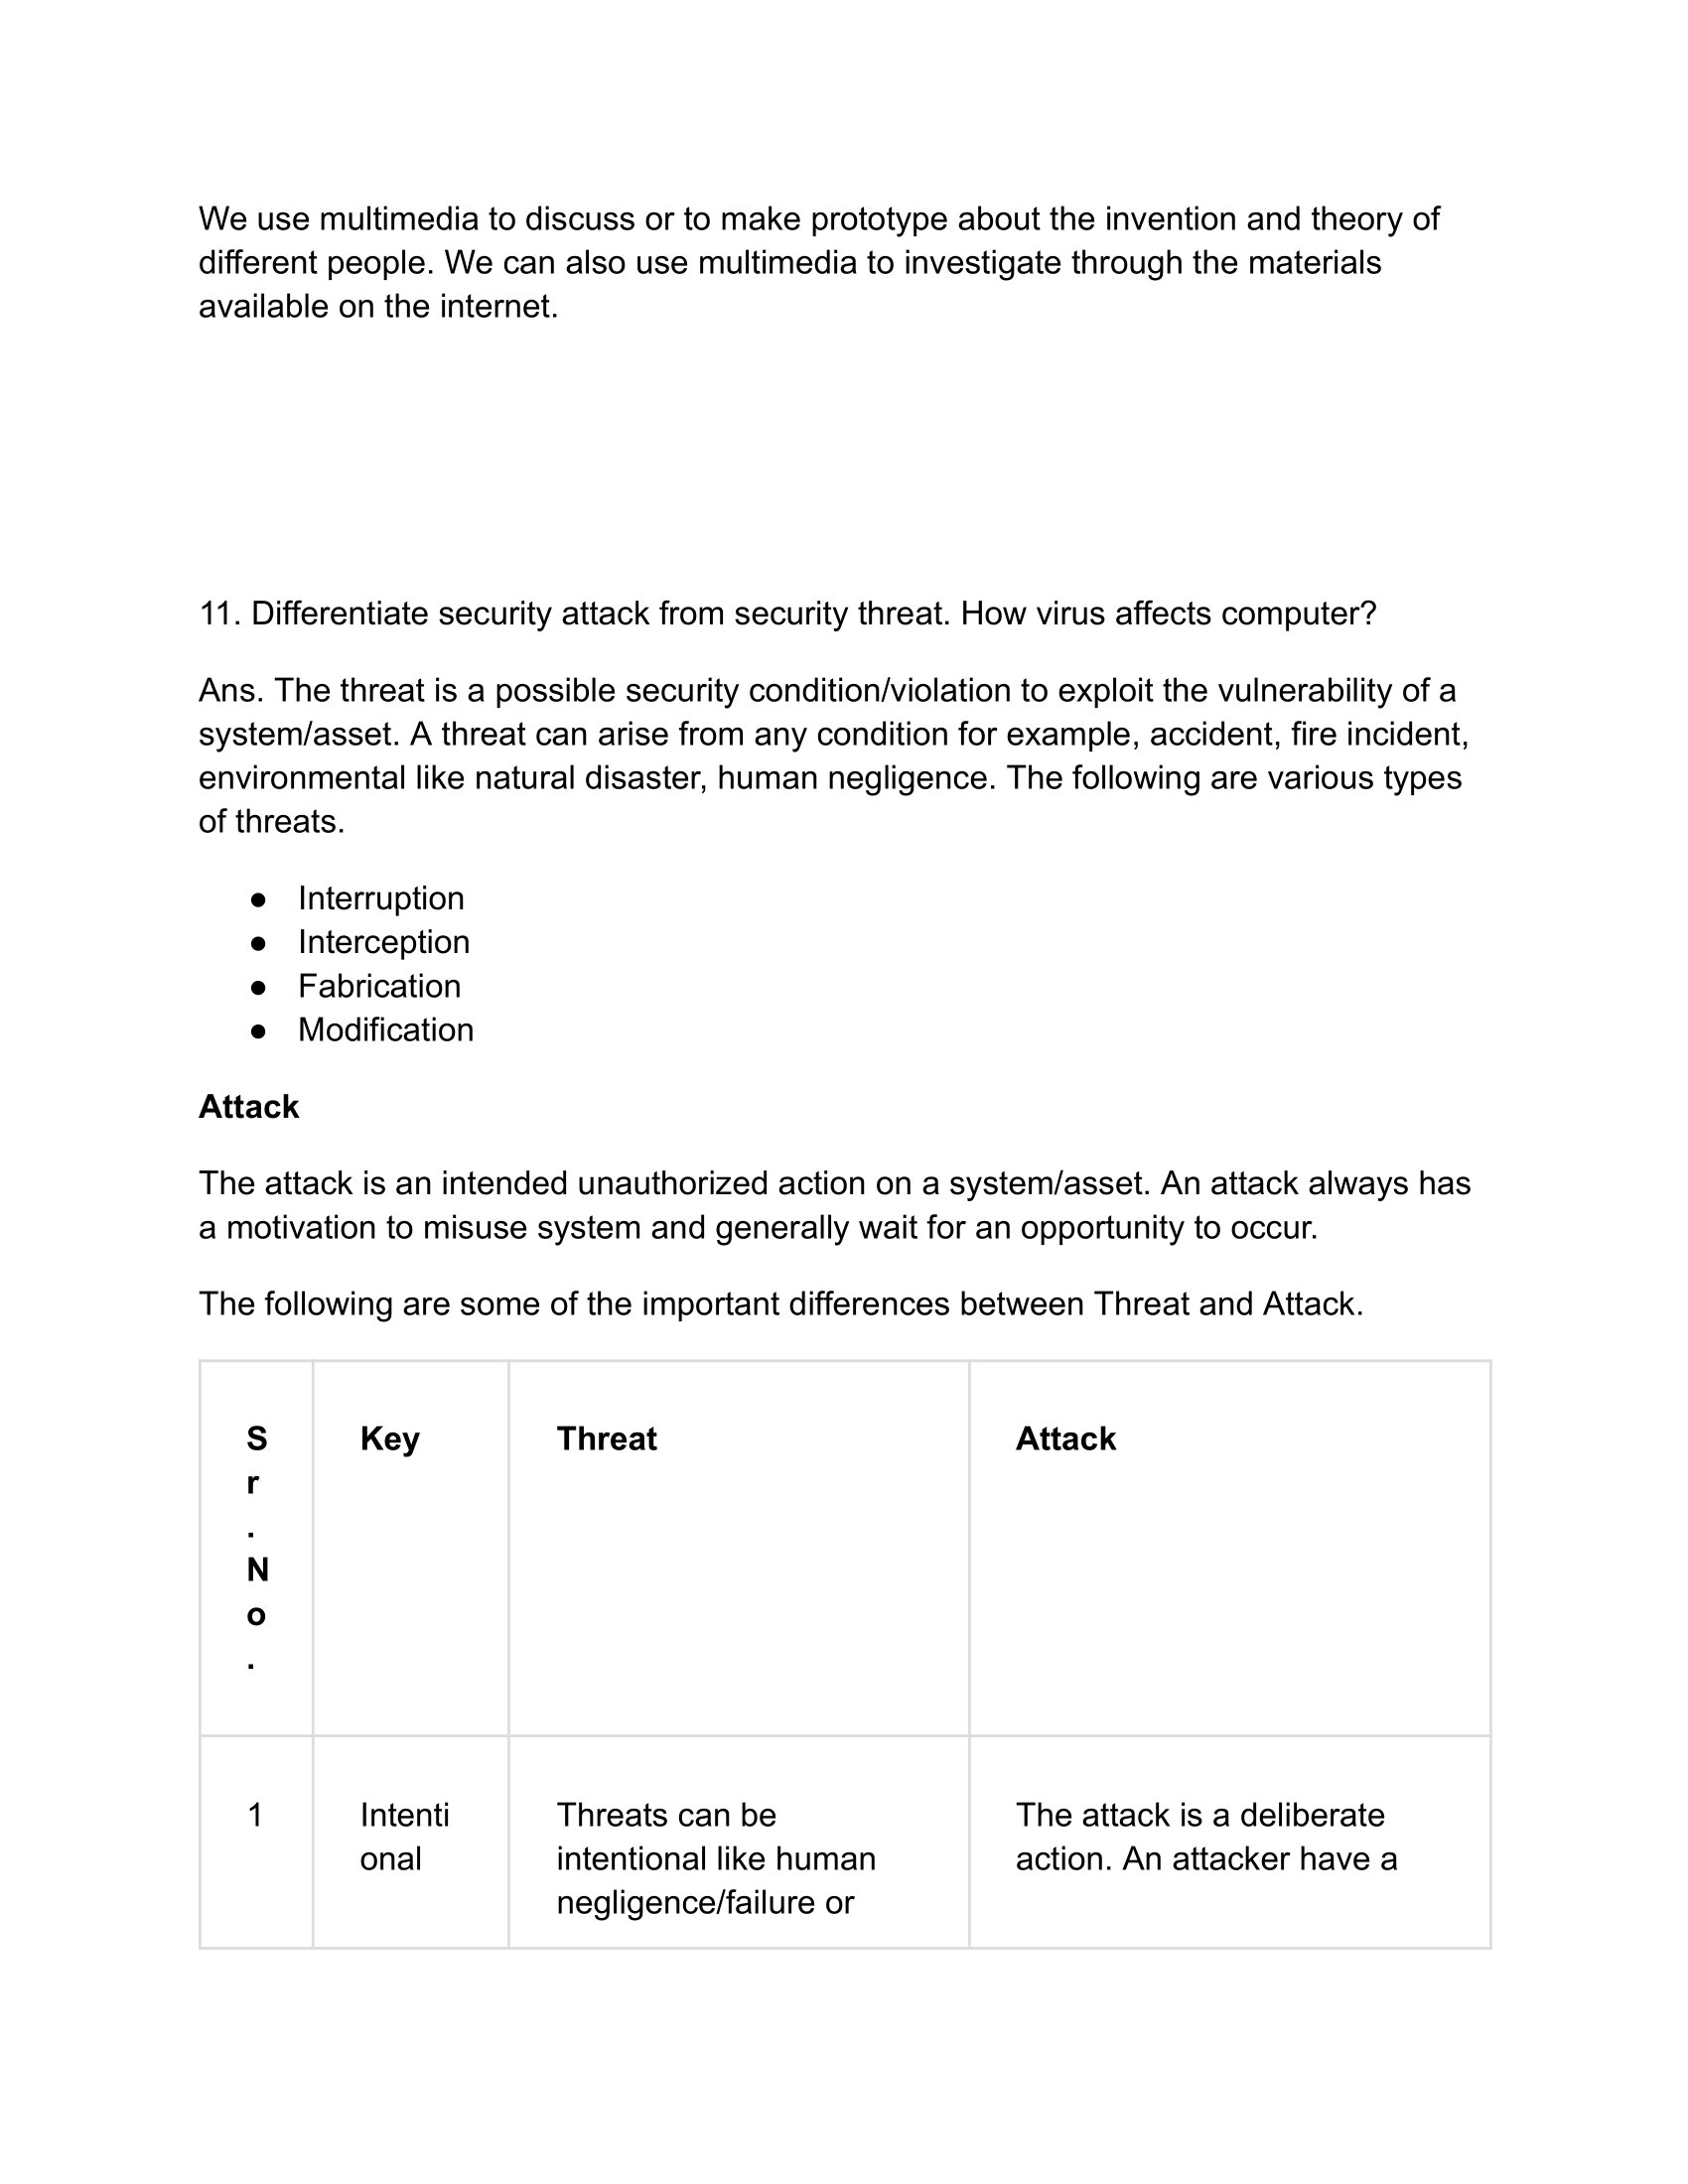 We use multimedia to discuss or to make prototype about the invention and theory of
different people. We can also use multimedia to investigate through the materials
available on the internet.
11. Differentiate security attack from security threat. How virus affects computer?
Ans. The threat is a possible security condition/violation to exploit the vulnerability of a
system/asset. A threat can arise from any condition for example, accident, fire incident,
environmental like natural disaster, human negligence. The following are various types
of threats.
● Interruption
● Interception
● Fabrication
● Modification
Attack
The attack is an intended unauthorized action on a system/asset. An attack always has
a motivation to misuse system and generally wait for an opportunity to occur.
The following are some of the important differences between Threat and Attack.
S
r
.
N
o
.
Key
Threat
Attack
1
Intenti
onal
Threats can be
intentional like human
negligence/failure or
The attack is a deliberate
action. An attacker have a